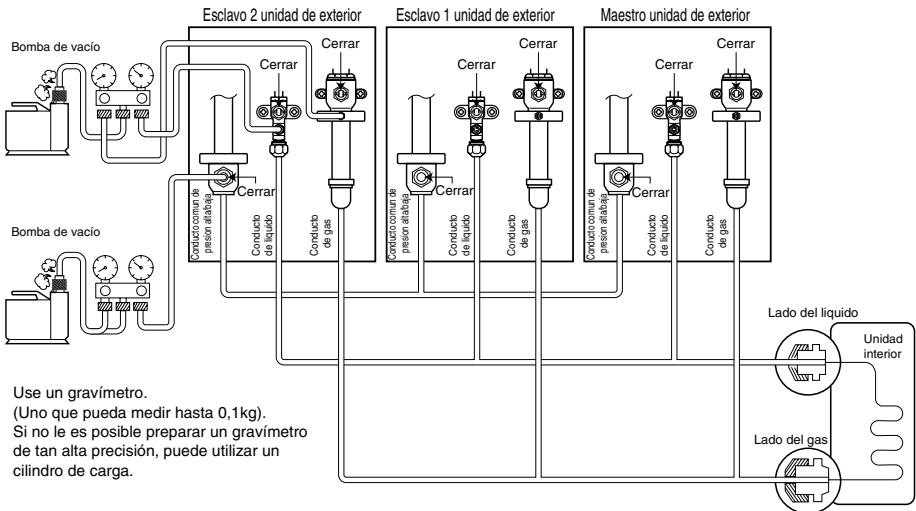 Esclavo 2 unidad de exterior
Esclavo 1 unidad de exterior
Maestro unidad de exterior
Bomba de vacío
Cerrar
Cerrar
Cerrar
Cerrar
Cerrar
Cerrar
Cerrar
Cerrar
Cerrar
Conducto comun de
presion alta/baja
Conducto
de liquido
Conducto
de gas
Conducto comun de
presion alta/baja
Conducto
de liquido
Conducto
de gas
Conducto comun de
presion alta/baja
Conducto
de liquido
Conducto
de gas
Bomba de vacío
Lado del liquido
Unidad
interior
Lado del gas
Use un gravímetro.
(Uno que pueda medir hasta 0,1kg).
Si no le es posible preparar un gravímetro
de tan alta precisión, puede utilizar un
cilindro de carga.